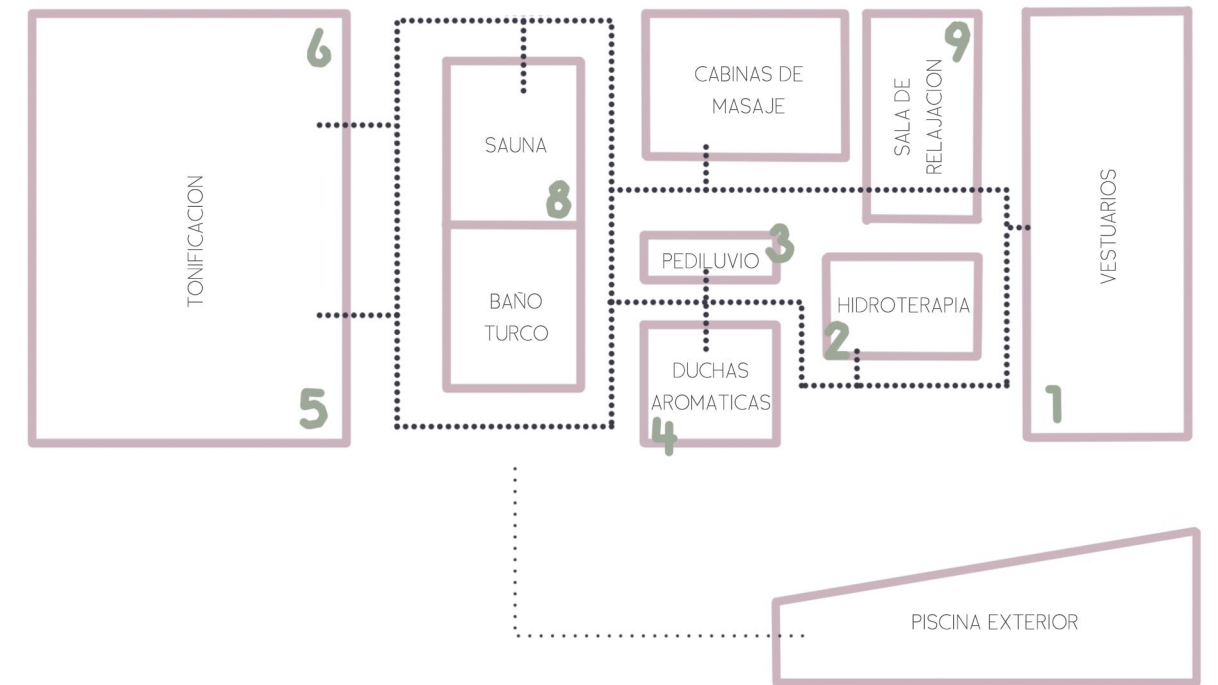 6
TONIFICACION
5
SAUNA
8
BAÑO
TURCO
CABINAS DE
MASAJE
9
SALA DE
RELAJACION
3
PEDILUVIO
HIDROTERAPIA
2
DUCHAS
AROMATICAS
4
VESTUARIOS
1
PISCINA EXTERIOR